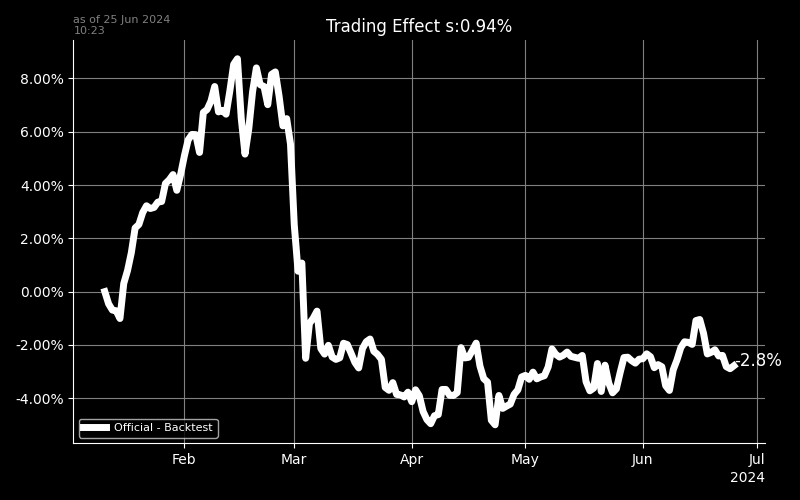 as of 25 Jun 2024
10:23
Trading Effect s:0.94%
8.00%
6.00%
4.00%
2.00%
0.00%
-2.00%
-4.00%
-2.8%
Official - Backtest
Feb
Mar
Apr
May
Jun
Jul
2024